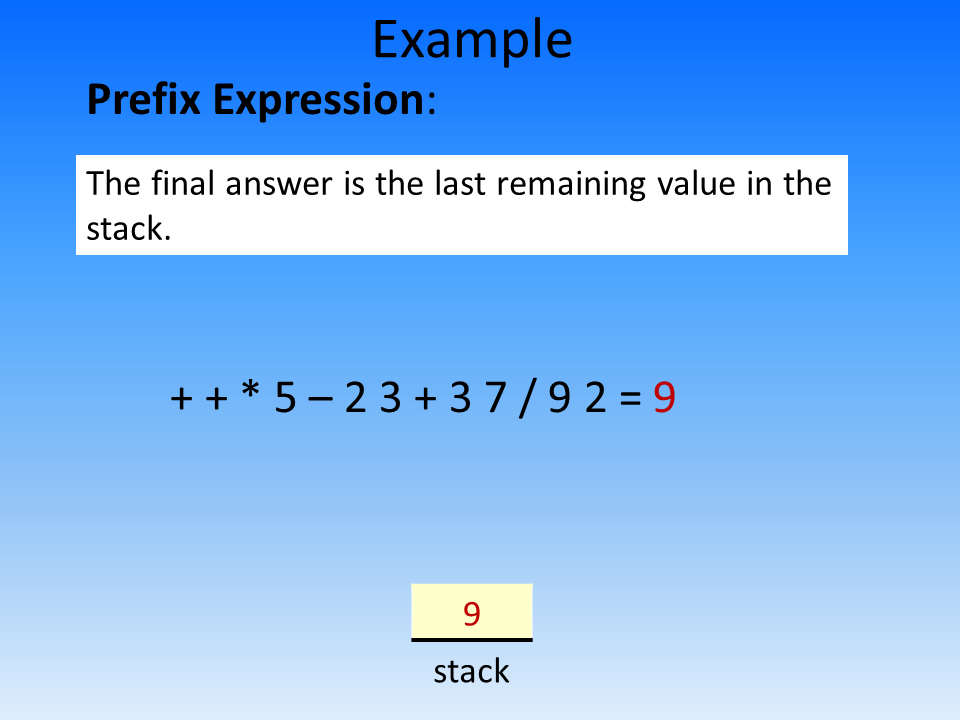 Example
Prefix Expression:
The final answer is the last remaining value in the
stack.
+ + * 5 – 2 3 + 3 7 / 9 2 = 9
9
stack